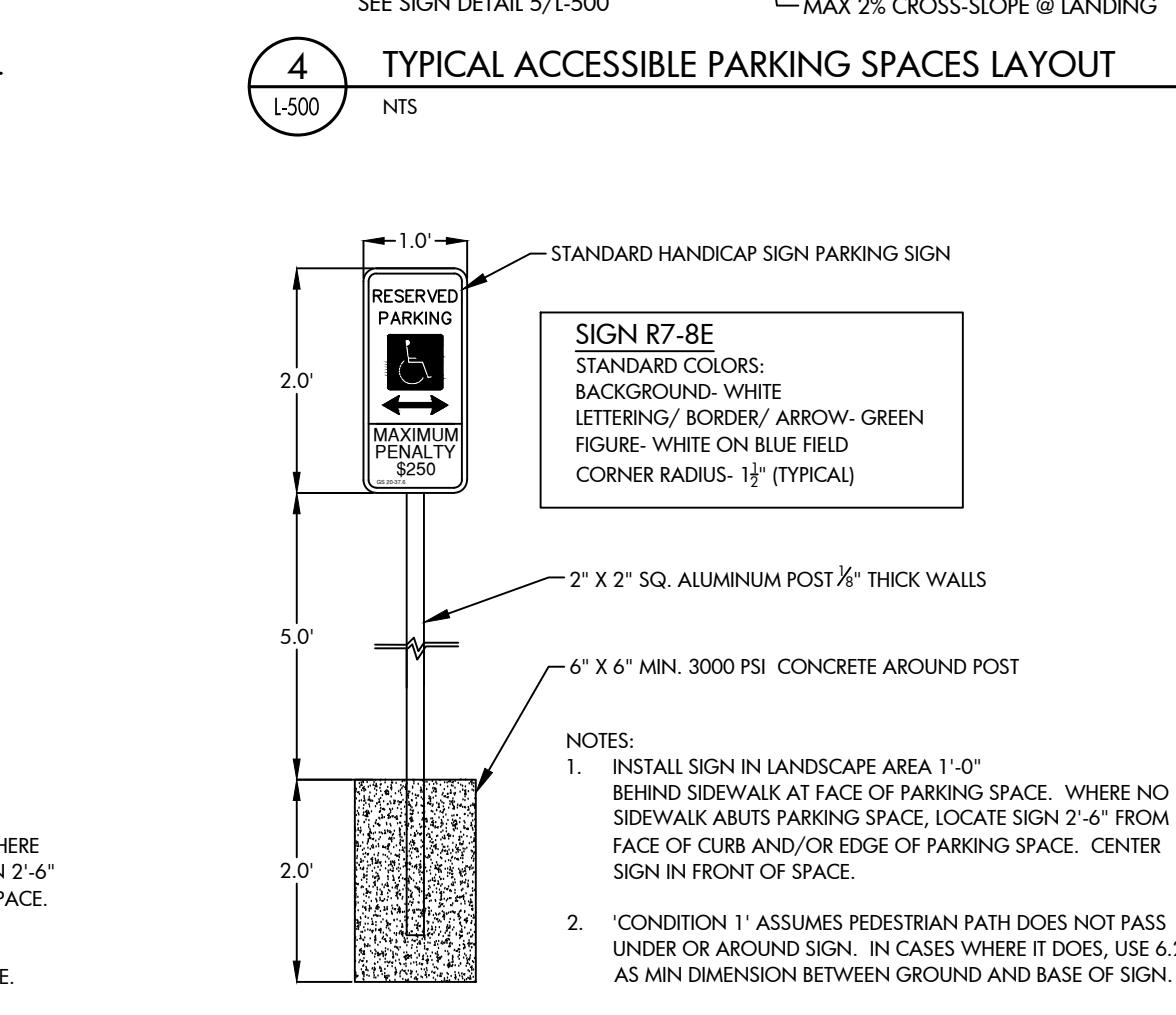 SEE SIGN DETAIL 5/L-500
MAX 2% CROSS-SLOPE @ LANDING
4
L-500
TYPICAL ACCESSIBLE PARKING SPACES LAYOUT
NTS
1.0'
STANDARD HANDICAP SIGN PARKING SIGN
RESERVED
PARKING
MAXIMUM
PENALTY
$250
GS 20-37.6
2.0'
SIGN R7-8E
STANDARD COLORS:
BACKGROUND- WHITE
LETTERING/ BORDER/ ARROW- GREEN
FIGURE- WHITE ON BLUE FIELD
CORNER RADIUS- 1½" (TYPICAL)
2" X 2" SQ. ALUMINUM POST ⅛" THICK WALLS
5.0'
6" X 6" MIN. 3000 PSI CONCRETE AROUND POST
2.0'
NOTES:
1. INSTALL SIGN IN LANDSCAPE AREA 1'-0"
BEHIND SIDEWALK AT FACE OF PARKING SPACE. WHERE NO
SIDEWALK ABUTS PARKING SPACE, LOCATE SIGN 2'-6" FROM
FACE OF CURB AND/OR EDGE OF PARKING SPACE. CENTER
SIGN IN FRONT OF SPACE.
2. 'CONDITION 1' ASSUMES PEDESTRIAN PATH DOES NOT PASS
UNDER OR AROUND SIGN. IN CASES WHERE IT DOES, USE
AS MIN DIMENSION BETWEEN GROUND AND BASE OF SIGN.
2'-6"